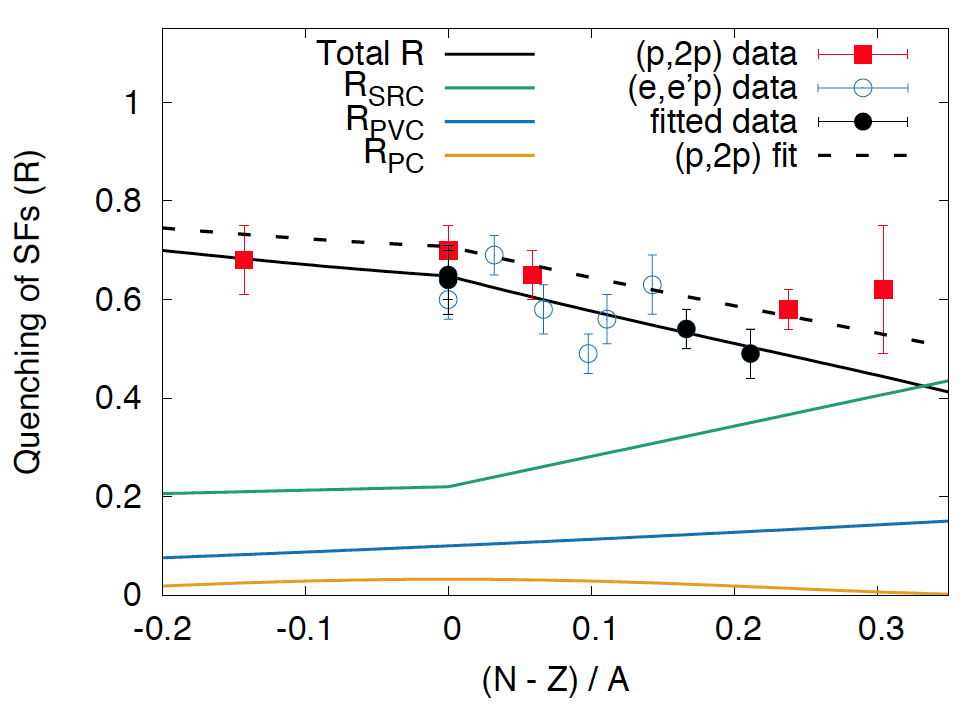 Total R
R_SRC
R_PVC
R_PC
(p,2p) data
(e,e'p) data
fitted data
(p,2p) fit
Quenching of SFs (R)
1
0.8
0.6
0.4
0.2
0
-0.2 -0.1 0 0.1 0.2 0.3
(N - Z) / A